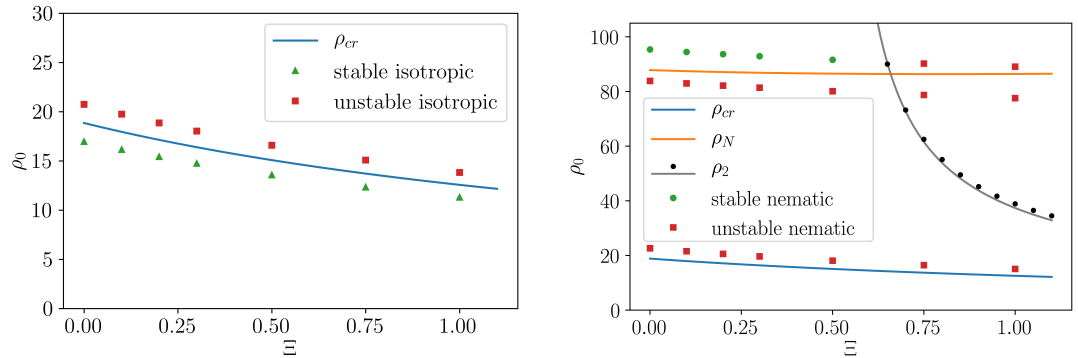 30
25
20
15
10
5
0
ρ₀
ρcr
stable isotropic
unstable isotropic
0.00 0.25 0.50 0.75 1.00
Ξ
100
80
60
40
20
0
ρ₀
ρcr
ρN
ρ₂
stable nematic
unstable nematic
0.00 0.25 0.50 0.75 1.00
Ξ